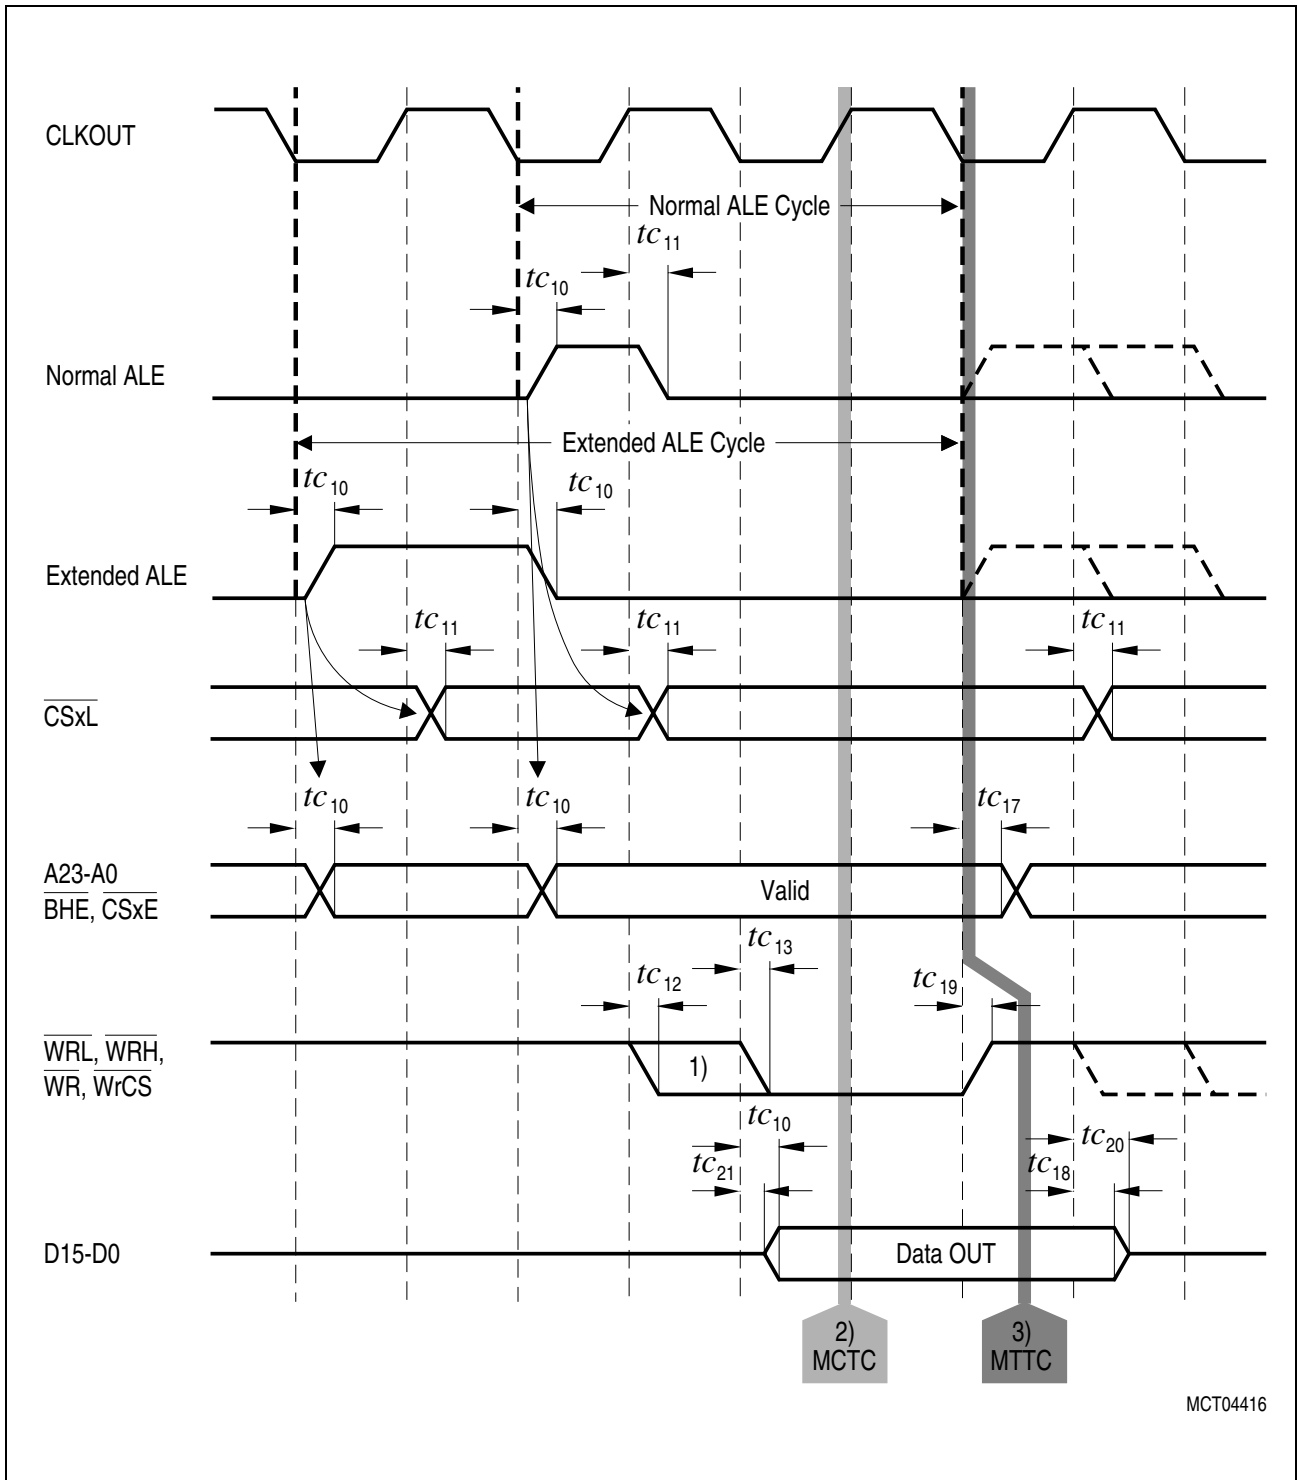 CLKOUT
Normal ALE Cycle
tc11
tc10
Normal ALE
Extended ALE Cycle
tc10
tc10
Extended ALE
tc11
tc11
tc11
CSxL
tc10
tc10
tc17
A23-A0
BHE, CSxE
Valid
tc13
tc12
tc19
WRL, WRH,
WR, WrCS
1)
tc10
tc20
tc21
tc18
D15-D0
Data OUT
2)
MCTC
3)
MTTC
MCT04416